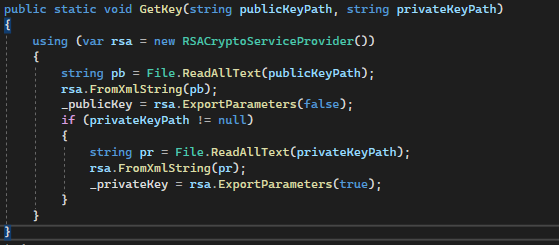 public static void GetKey(string publicKeyPath, string privateKeyPath)
{
    using (var rsa = new RSACryptoServiceProvider())
    {
        string pb = File.ReadAllText(publicKeyPath);
        rsa.FromXmlString(pb);
        _publicKey = rsa.ExportParameters(false);
        if (privateKeyPath != null)
        {
            string pr = File.ReadAllText(privateKeyPath);
            rsa.FromXmlString(pr);
            _privateKey = rsa.ExportParameters(true);
        }
    }
}